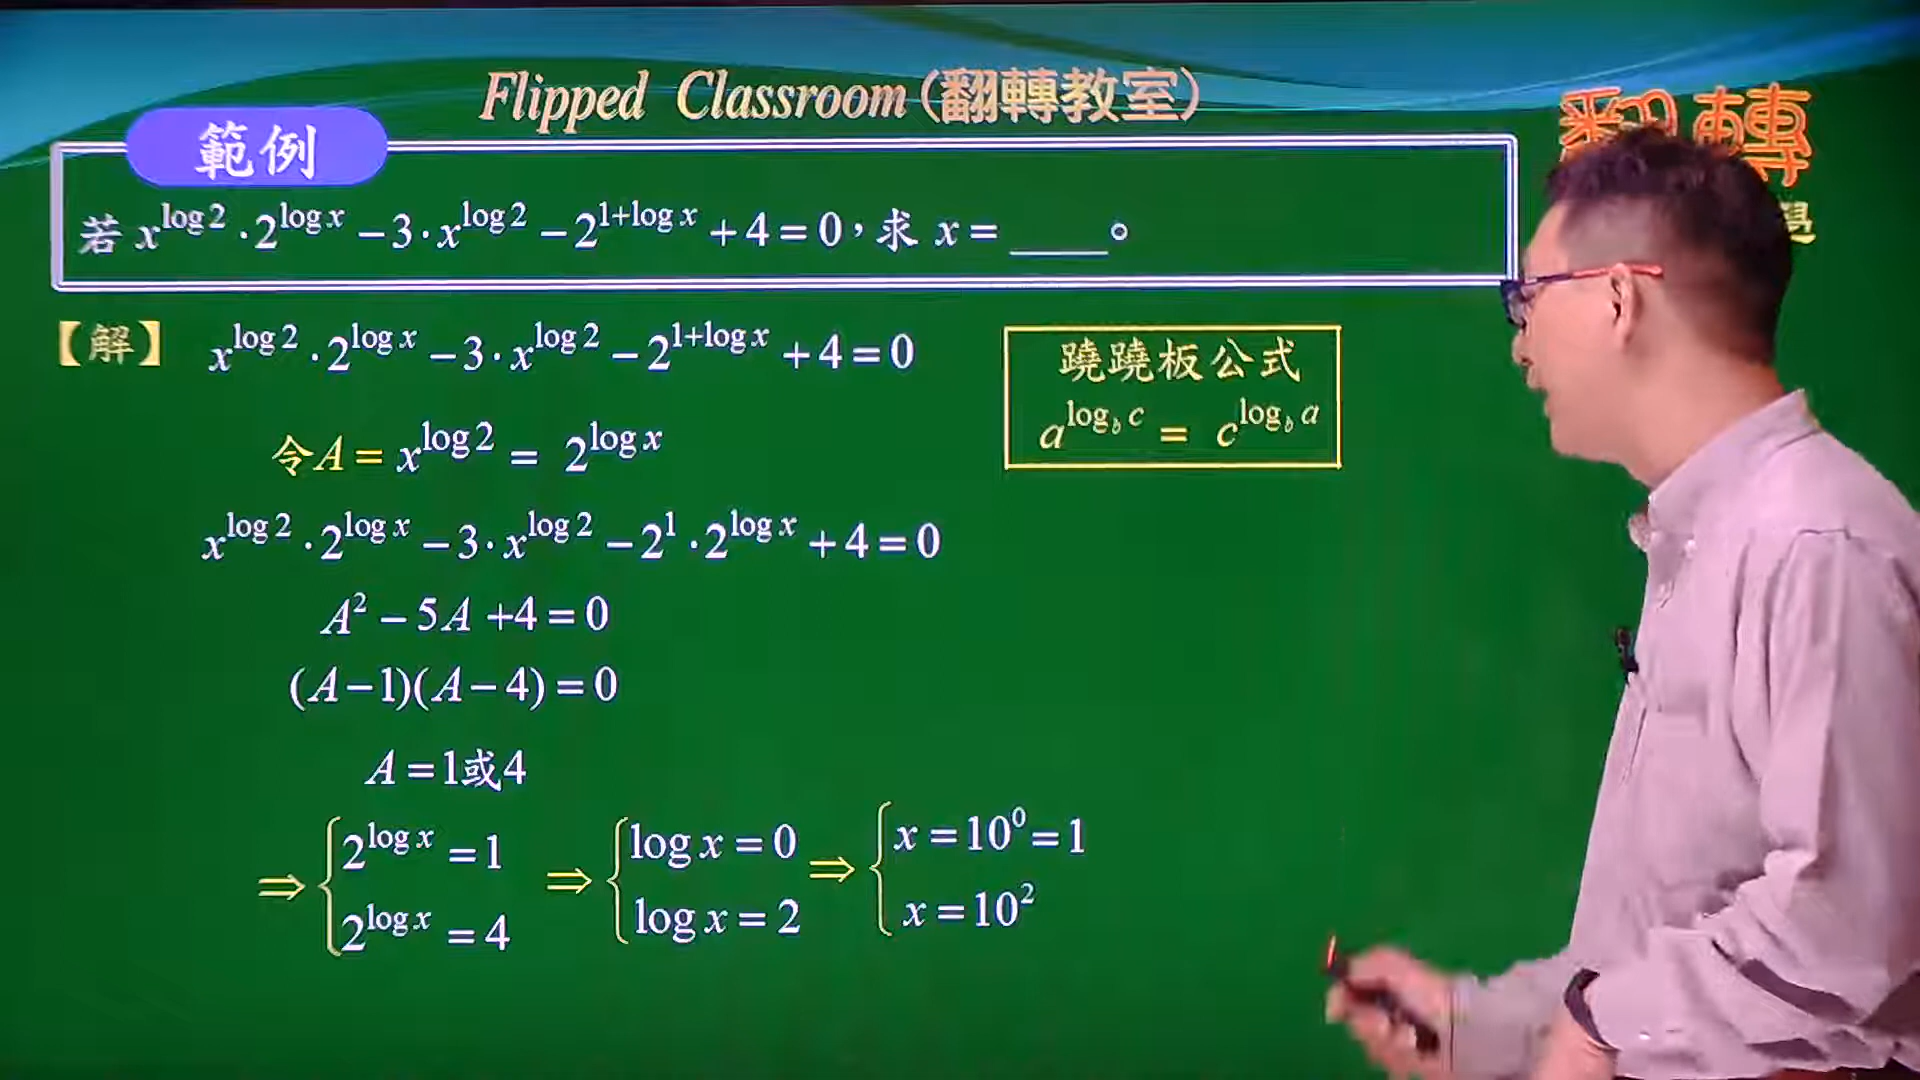 Flipped Classroom (翻轉教室)
翻轉
學
範例
若 x^{log 2} · 2^{log x} − 3 · x^{log 2} − 2^{1+log x} + 4 = 0，求 x = ____。
【解】 x^{log 2} · 2^{log x} − 3 · x^{log 2} − 2^{1+log x} + 4 = 0
蹺蹺板公式
a^{log_b c} = c^{log_b a}
令 A = x^{log 2} = 2^{log x}
x^{log 2} · 2^{log x} − 3 · x^{log 2} − 2^1 · 2^{log x} + 4 = 0
A² − 5A + 4 = 0
(A − 1)(A − 4) = 0
A = 1或4
⇒ { 2^{log x} = 1 ⇒ { log x = 0 ⇒ { x = 10^0 = 1
2^{log x} = 4 log x = 2 x = 10^2